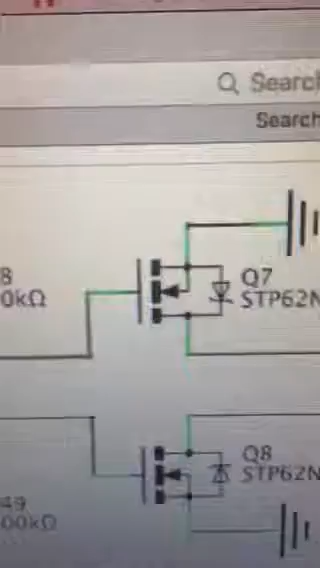 Search
Search
8
0kΩ
Q7
STP62N
Q8
STP62N
49
00kΩ